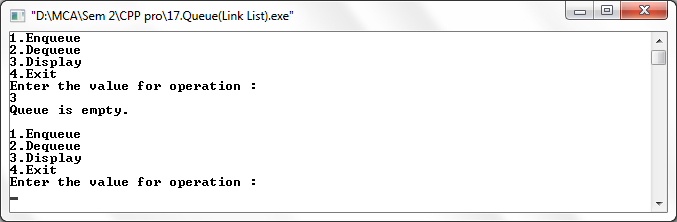 "D:\MCA\Sem 2\CPP pro\17.Queue(Link List).exe"
1.Enqueue
2.Dequeue
3.Display
4.Exit
Enter the value for operation :
3
Queue is empty.
1.Enqueue
2.Dequeue
3.Display
4.Exit
Enter the value for operation :